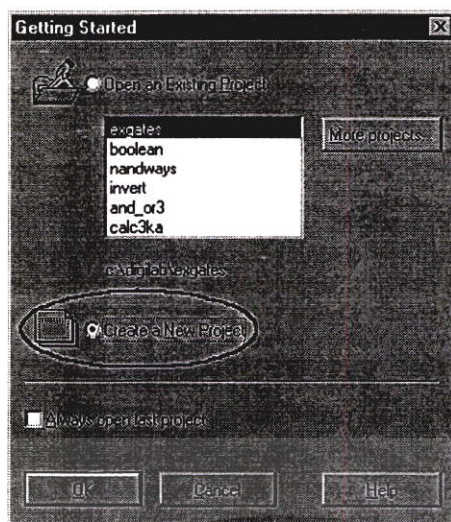 Getting Started
Open an Existing Project
exgates
More projects...
boolean
nandways
invert
and_or3
calc3ka
c:\digilab\exgates
Create a New Project
Always open last project
OK
Cancel
Help